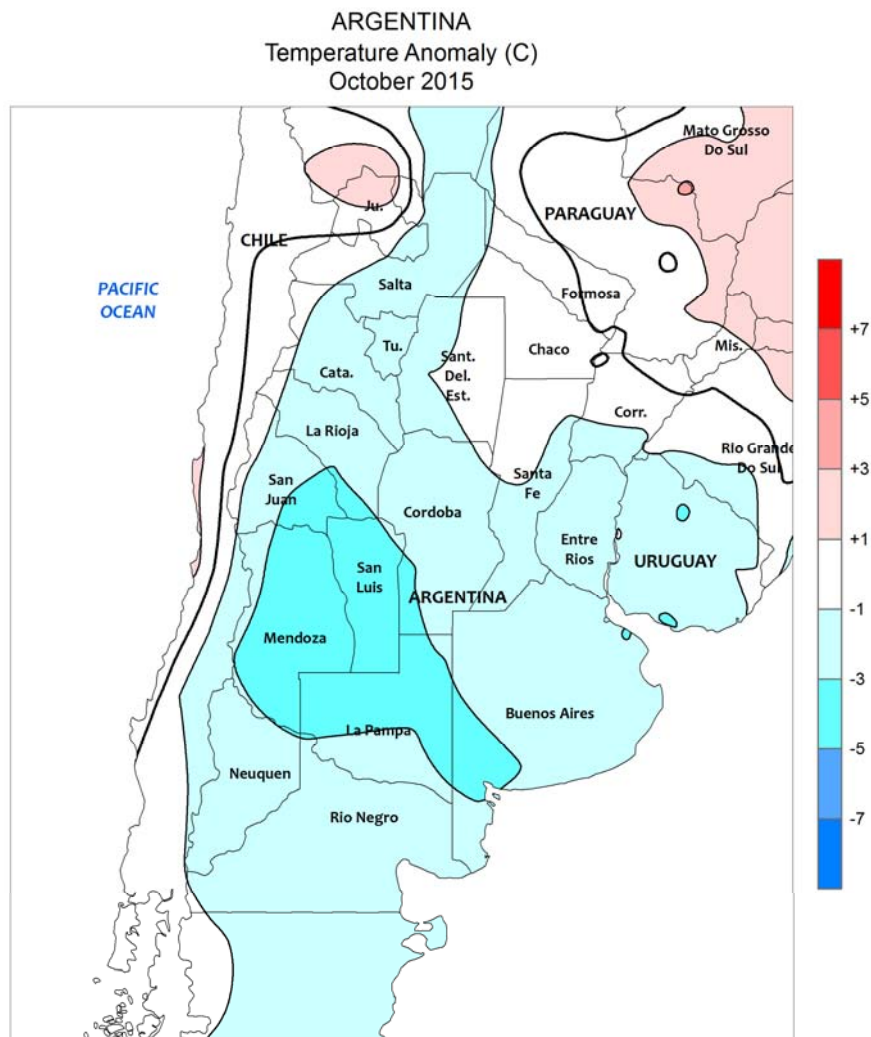 ARGENTINA
Temperature Anomaly (C)
October 2015
Mato Grosso
Do Sul
Ju.
PARAGUAY
CHILE
PACIFIC
OCEAN
Salta
Formosa
Tu.
Chaco
Mis.
Sant.
Del.
Est.
Cata.
Corr.
La Rioja
Rio Grande
Do Sul
San
Juan
Santa
Fe
Cordoba
Entre
Rios
URUGUAY
San
Luis
ARGENTINA
Mendoza
Buenos Aires
La Pampa
Neuquen
Rio Negro
+7
+5
+3
+1
-1
-3
-5
-7